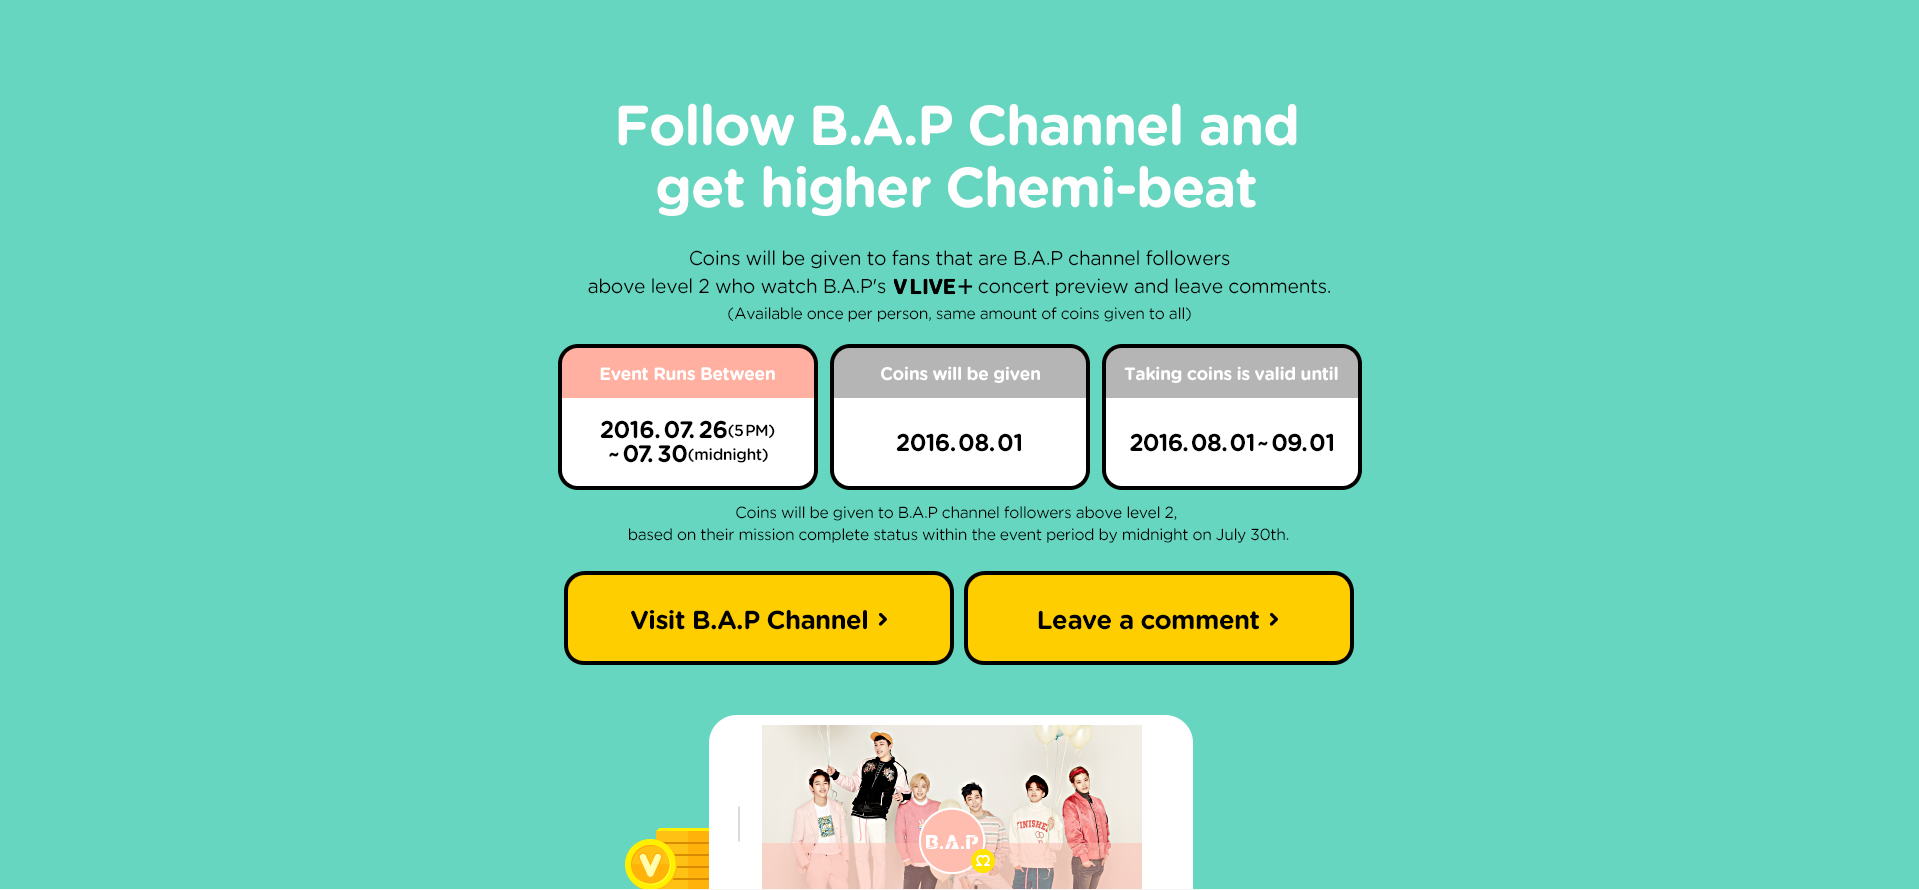 Follow B.A.P Channel and
get higher Chemi-beat
Coins will be given to fans that are B.A.P channel followers
above level 2 who watch B.A.P's V LIVE+ concert preview and leave comments.
(Available once per person, same amount of coins given to all)
Event Runs Between
2016. 07. 26(5 PM)
~ 07. 30(midnight)
Coins will be given
2016. 08. 01
Taking coins is valid until
2016. 08. 01 ~ 09. 01
Coins will be given to B.A.P channel followers above level 2,
based on their mission complete status within the event period by midnight on July 30th.
Visit B.A.P Channel >
Leave a comment >
FINISHED
B.A.P
V